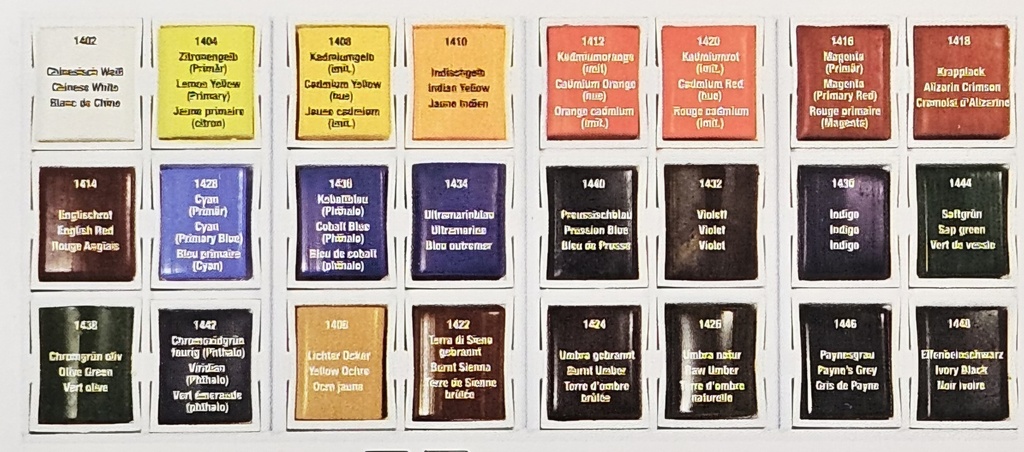 1402
Chinesisch Weiß
Chinese White
Blanc de Chine
1404
Zitronengelb
(Primär)
Lemon Yellow
(Primary)
Jaune primaire
(citron)
1408
Kadmiumgelb
(imit.)
Cadmium Yellow
(hue)
Jaune cadmium
(imit.)
1410
Indischgelb
Indian Yellow
Jaune Indien
1412
Kadmiumorange
(imit)
Cadmium Orange
(hue)
Orange cadmium
(imit.)
1420
Kadmiumrot
(imit.)
Cadmium Red
(hue)
Rouge cadmium
(imit.)
1416
Magenta
(Primär)
Magenta
(Primary Red)
Rouge primaire
(Magenta)
1418
Krapplack
Alizarin Crimson
Cramoisi d'Alizarine
1414
Englischrot
English Red
Rouge Anglais
1428
Cyan
(Primär)
Cyan
(Primary Blue)
Bleu primaire
(Cyan)
1430
Kobaltblau
(Phthalo)
Cobalt Blue
(Phthalo)
Bleu de cobalt
(phthalo)
1434
Ultramarinblau
Ultramarine
Bleu outremer
1440
Preussischblau
Prussian Blue
Bleu de Prusse
1432
Violett
Violet
Violet
1436
Indigo
Indigo
Indigo
1444
Saftgrün
Sap green
Vert de vessie
1438
Chromgrün oliv
Olive Green
Vert olive
1442
Chromoxidgrün
feurig (Phthalo)
Viridian
(Phthalo)
Vert émeraude
(phthalo)
1406
Lichter Ocker
Yellow Ochre
Ocre jaune
1422
Terra di Siena
gebrannt
Burnt Sienna
Terre de Sienne
brûlée
1424
Umbra gebrannt
Burnt Umber
Terre d'ombre
brûlée
1426
Umbra natur
Raw Umber
Terre d'ombre
naturelle
1446
Paynesgrau
Payne's Grey
Gris de Payne
1448
Elfenbeinschwarz
Ivory Black
Noir ivoire